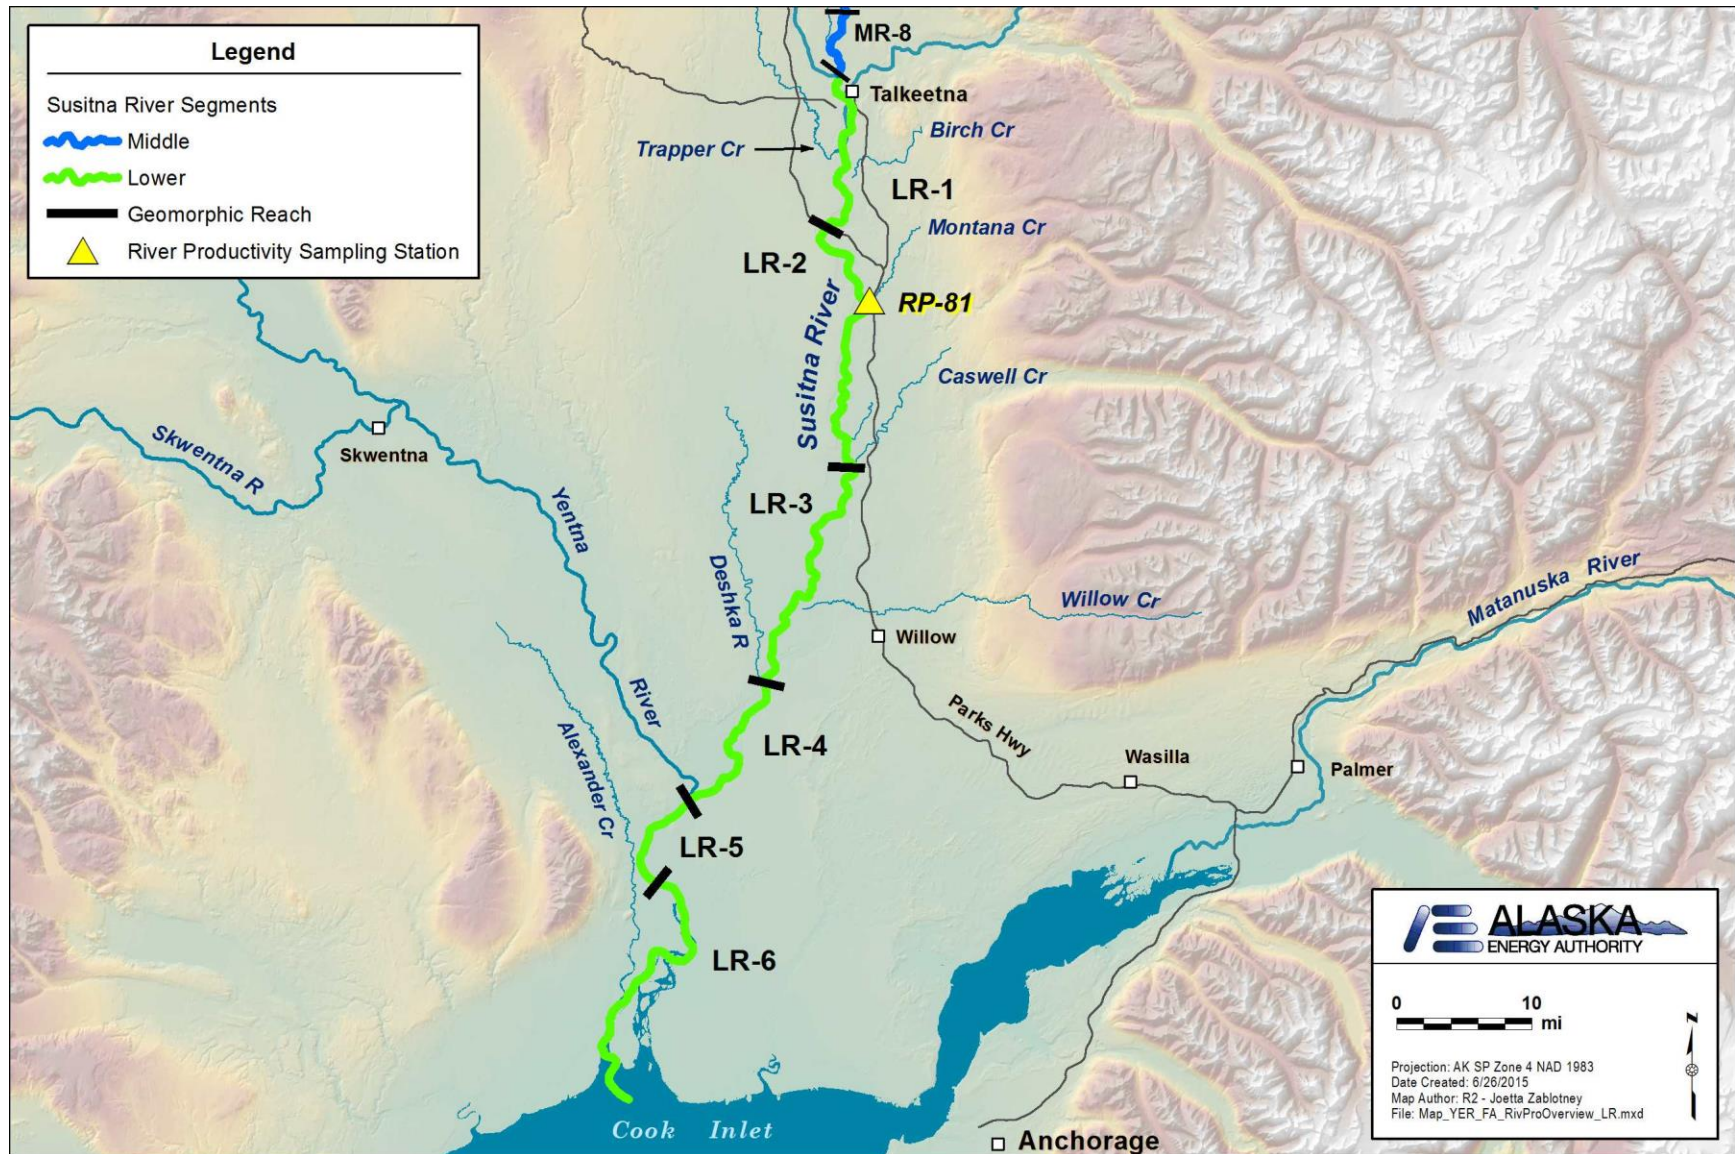 Legend
Susitna River Segments
Middle
Lower
Geomorphic Reach
River Productivity Sampling Station
MR-8
Talkeetna
Birch Cr
Trapper Cr
LR-1
Montana Cr
LR-2
RP-81
Susitna River
Caswell Cr
Skwentna R
Skwentna
Yentna
River
LR-3
Deshka R
Willow Cr
Matanuska River
Willow
Parks Hwy
Alexander Cr
LR-4
Wasilla
Palmer
LR-5
LR-6
Cook Inlet
Anchorage
ALASKA
ENERGY AUTHORITY
0 10
mi
N
Projection: AK SP Zone 4 NAD 1983
Date Created: 6/26/2015
Map Author: R2 - Joetta Zablotney
File: Map_YER_FA_RivProOverview_LR.mxd